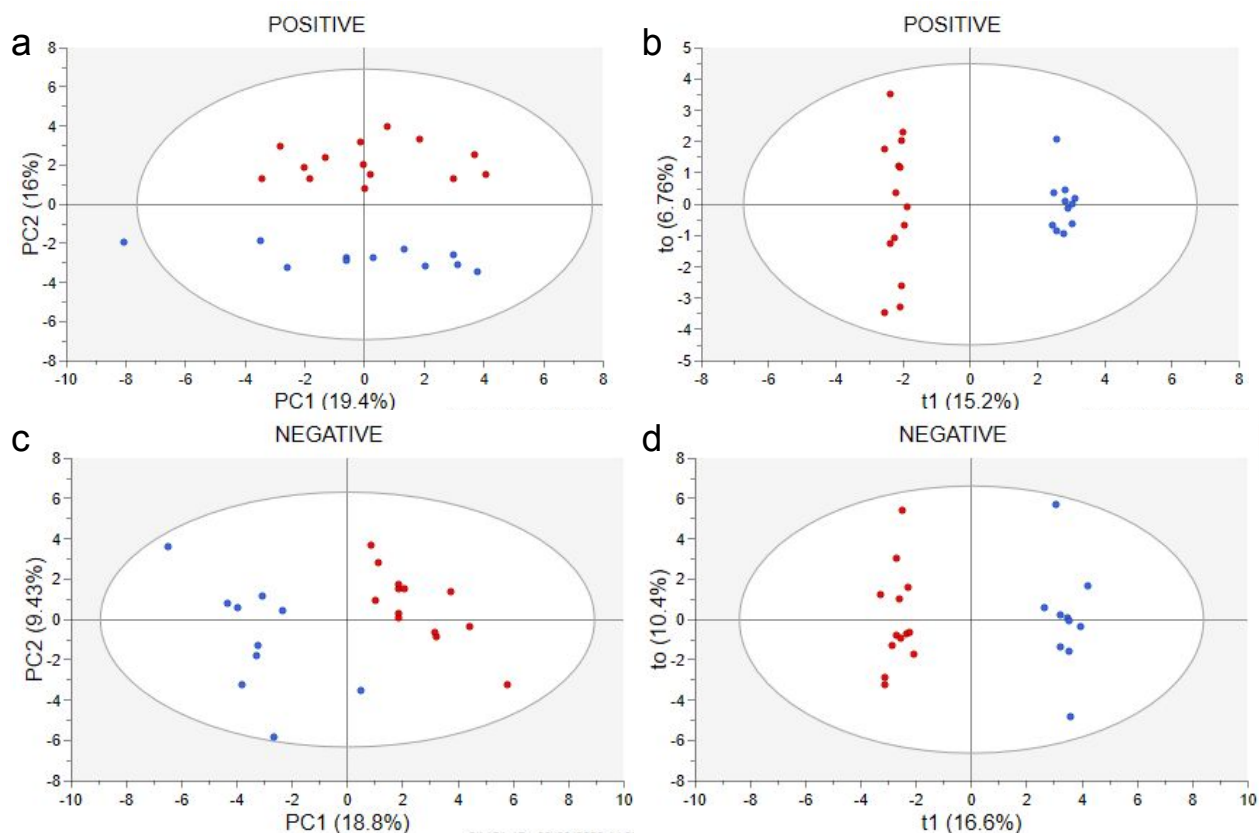 a
POSITIVE
8
6
4
2
0
-2
-4
-6
-8
PC2 (16%)
-10 -8 -6 -4 -2 0 2 4 6 8
PC1 (19.4%)
b
POSITIVE
5
4
3
2
1
0
-1
-2
-3
-4
-5
to (6.76%)
-8 -6 -4 -2 0 2 4 6 8
t1 (15.2%)
c
NEGATIVE
8
6
4
2
0
-2
-4
-6
-8
PC2 (9.43%)
-10 -8 -6 -4 -2 0 2 4 6 8 10
PC1 (18.8%)
d
NEGATIVE
8
6
4
2
0
-2
-4
-6
-8
to (10.4%)
-10 -8 -6 -4 -2 0 2 4 6 8 10
t1 (16.6%)